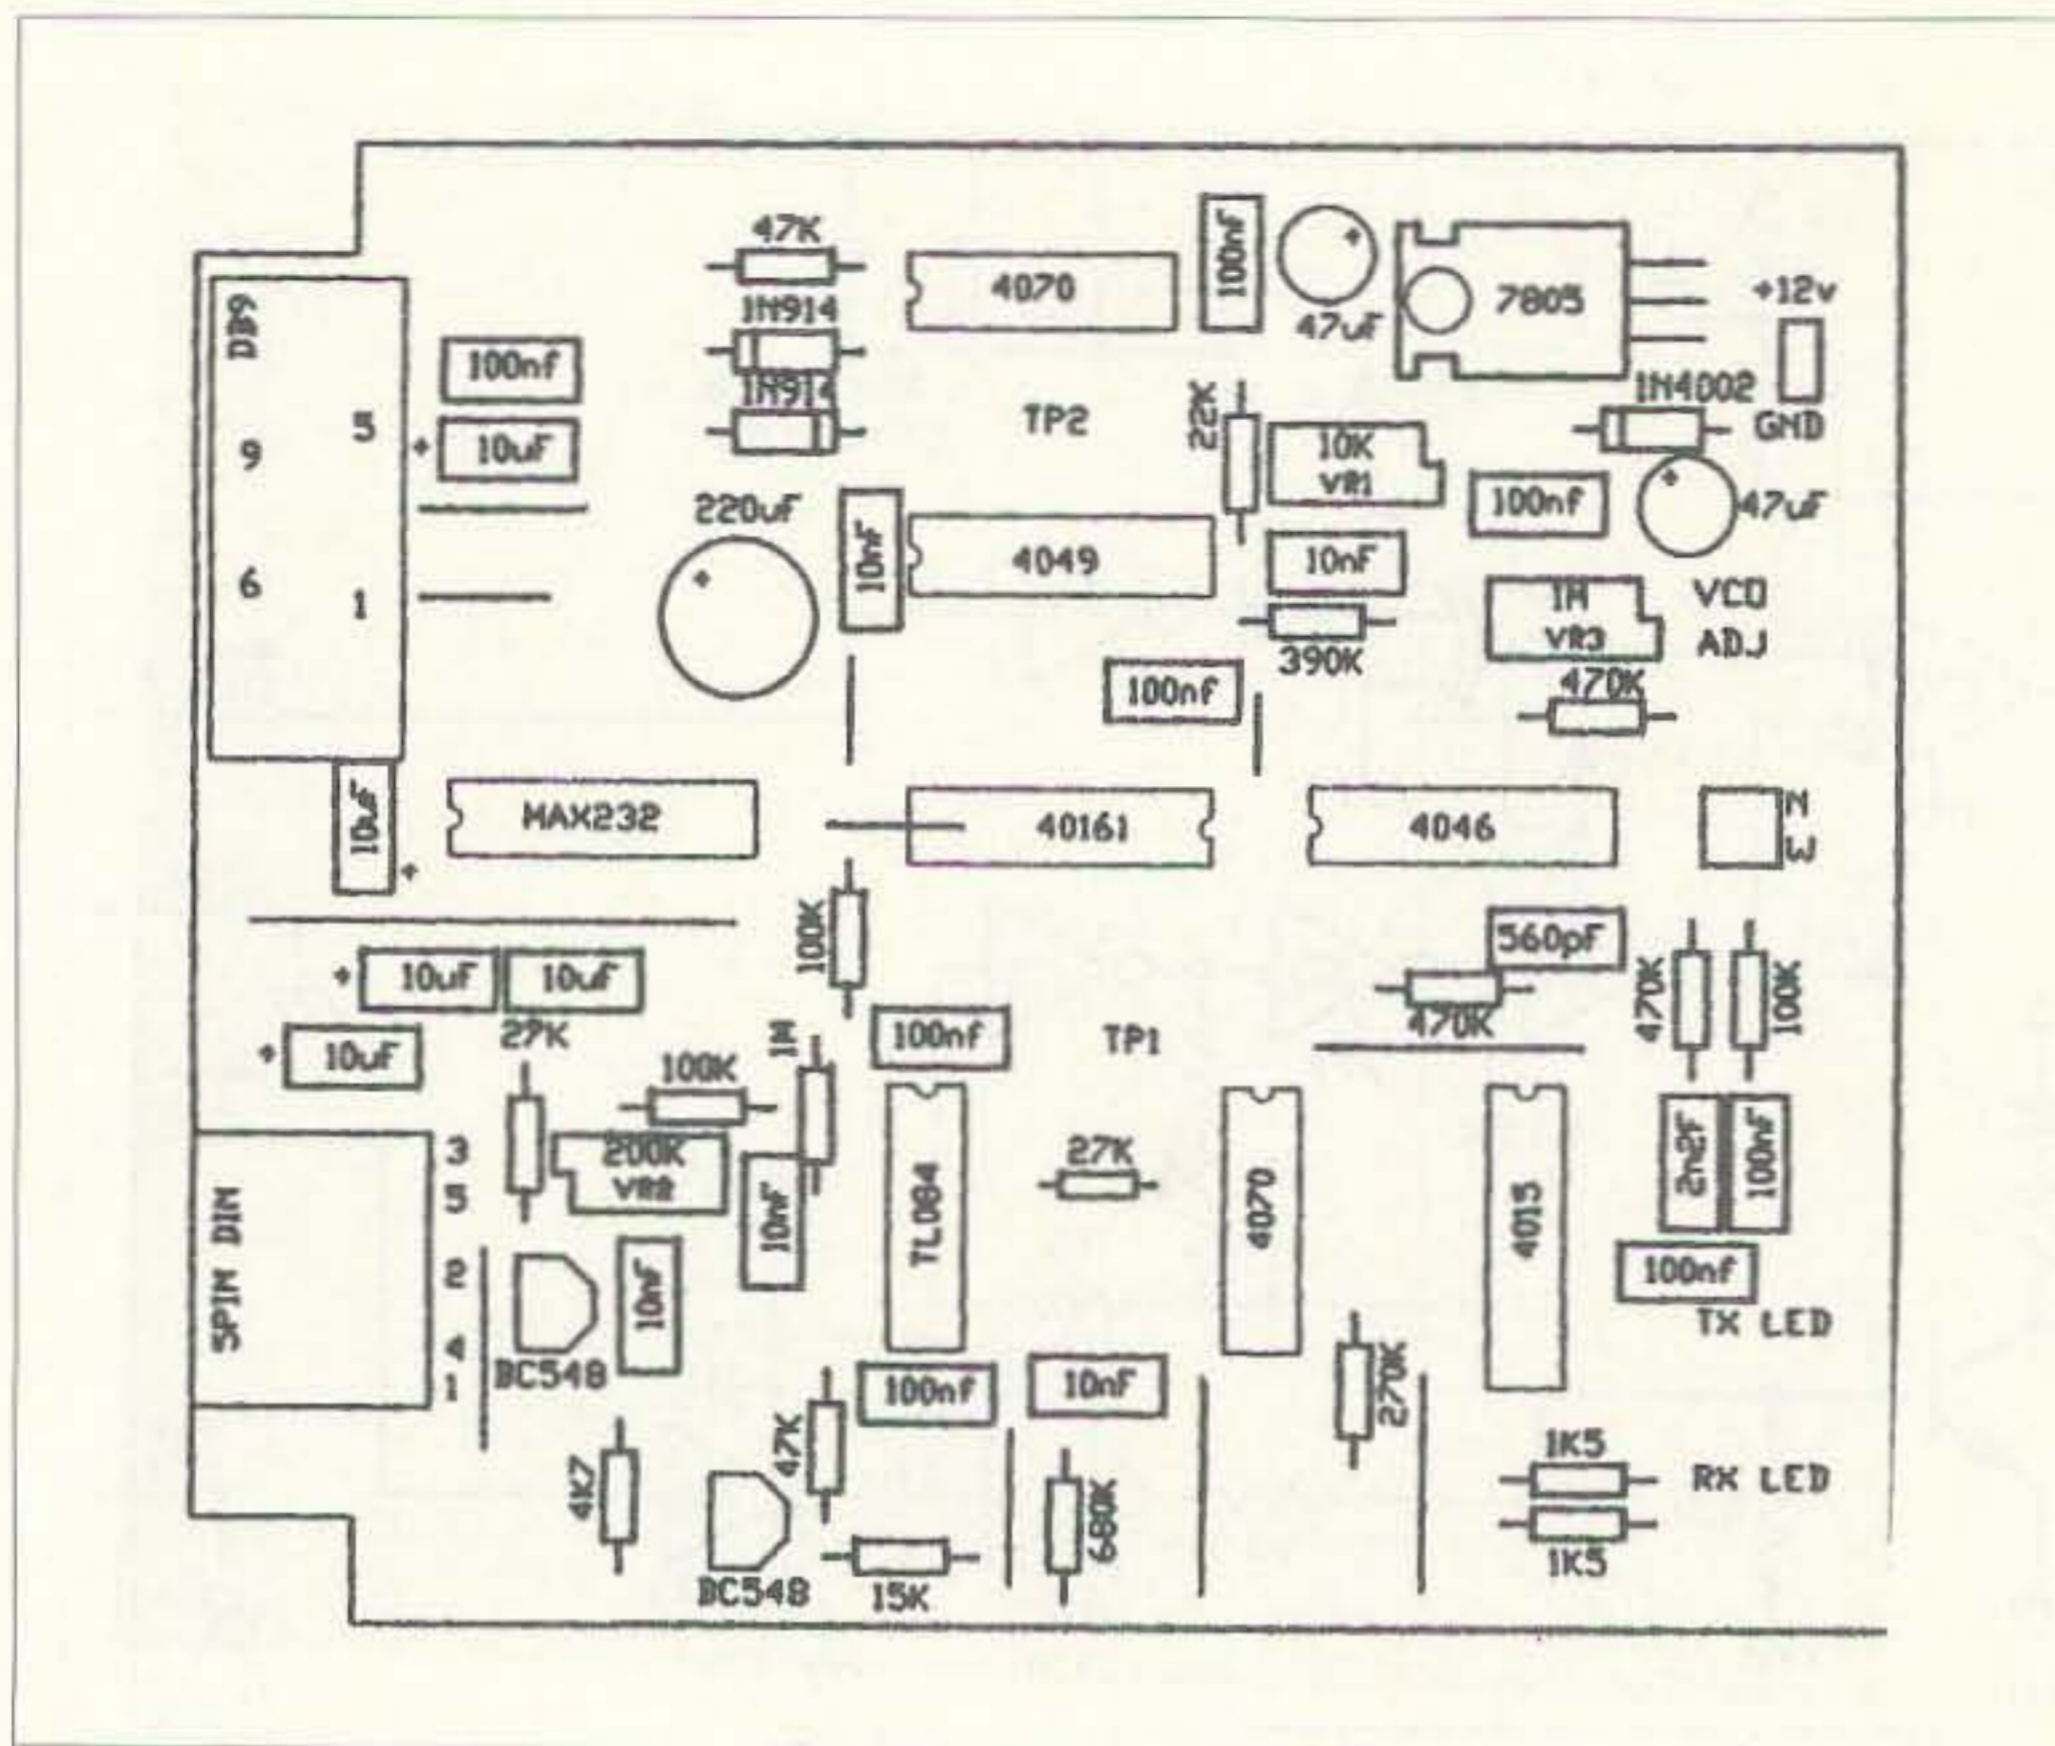 47K
4070
100nF
47uF
7805
+12v
DB9
1N914
100nf
1N914
1N4002
GND
5
9
10uF
TP2
22K
10K
VR1
100nf
47uF
220uF
10nF
4049
10nF
6
1
1M
VR3
VCO
ADJ
390K
100nf
470K
10uF
MAX232
40161
4046
N
W
100K
560pF
470K
100K
10uF
10uF
470K
27K
1M
100nf
TP1
10uF
100K
3
5
200K
VR2
10nF
TL084
27K
4070
4015
2n2F
100nF
5PIN DIN
2
4
1
BC548
10nF
100nf
TX LED
100nf
10nF
270K
4K7
47K
680K
1K5
RX LED
1K5
BC548
15K